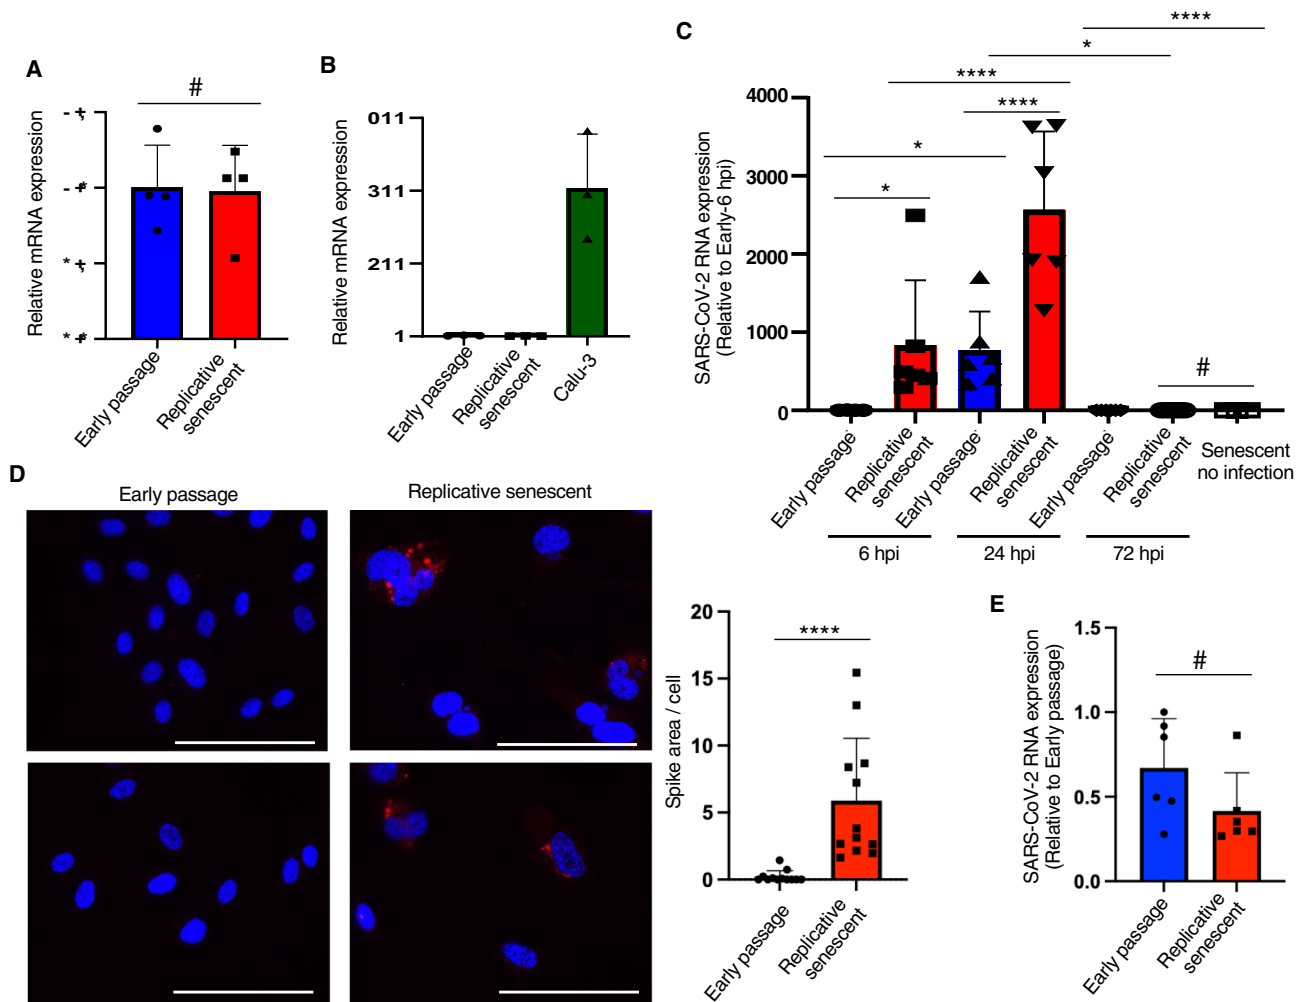 A
#
Relative mRNA expression
Early passage
Replicative
senescent
B
Relative mRNA expression
011
311
211
1
Early passage
Replicative
senescent
Calu-3
C
****
*
****
****
*
*
#
SARS-CoV-2 RNA expression
(Relative to Early-6 hpi)
4000
3000
2000
1000
0
Early passage
Replicative
senescent
Early passage
Replicative
senescent
Early passage
Replicative
senescent
Senescent
no infection
6 hpi
24 hpi
72 hpi
D
Early passage
Replicative senescent
Spike area / cell
20
15
10
5
0
****
Early passage
Replicative
senescent
E
SARS-CoV-2 RNA expression
(Relative to Early passage)
1.5
1.0
0.5
0.0
#
Early passage
Replicative
senescent